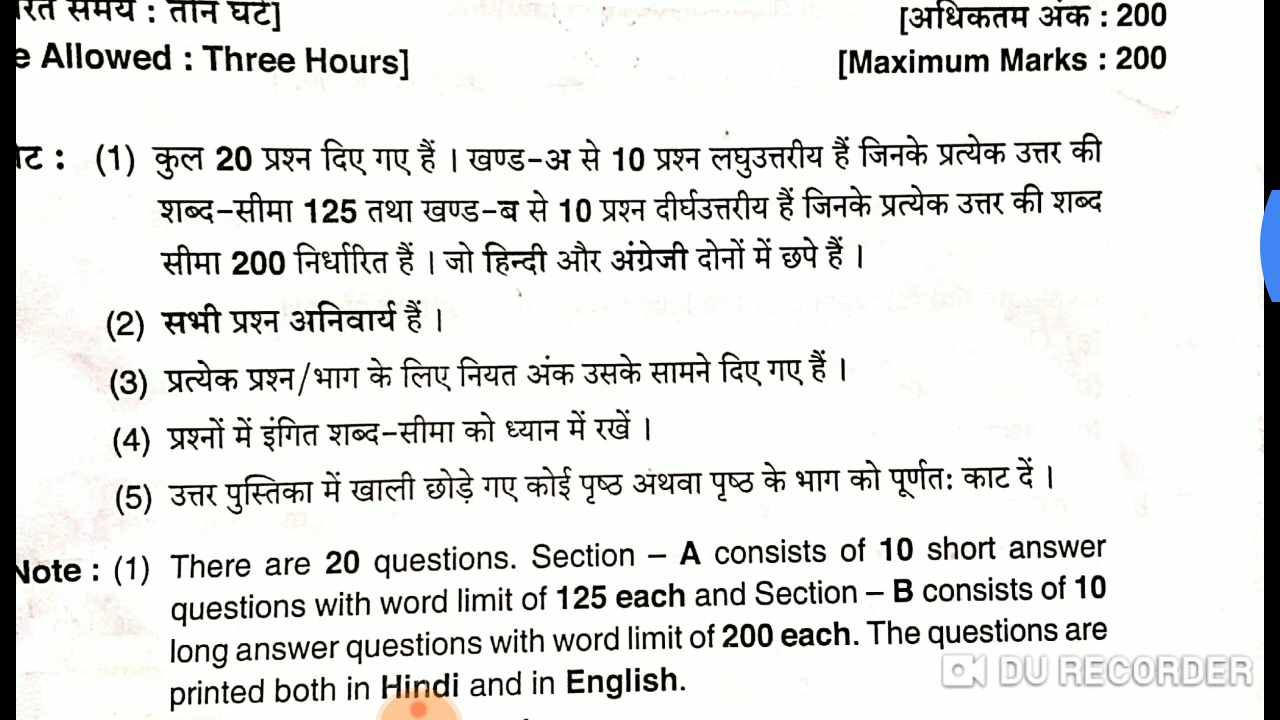 समय : तीन घंटे]
[अधिकतम अंक : 200
Allowed : Three Hours]
[Maximum Marks : 200
(1) कुल 20 प्रश्न दिए गए हैं । खण्ड-अ से 10 प्रश्न लघुउत्तरीय हैं जिनके प्रत्येक उत्तर की
शब्द-सीमा 125 तथा खण्ड-ब से 10 प्रश्न दीर्घउत्तरीय हैं जिनके प्रत्येक उत्तर की शब्द
सीमा 200 निर्धारित हैं । जो हिन्दी और अंग्रेजी दोनों में छपे हैं ।
(2) सभी प्रश्न अनिवार्य हैं ।
(3) प्रत्येक प्रश्न/भाग के लिए नियत अंक उसके सामने दिए गए हैं ।
(4) प्रश्नों में इंगित शब्द-सीमा को ध्यान में रखें ।
(5) उत्तर पुस्तिका में खाली छोड़े गए कोई पृष्ठ अथवा पृष्ठ के भाग को पूर्णत: काट दें ।
Note : (1) There are 20 questions. Section – A consists of 10 short answer
questions with word limit of 125 each and Section – B consists of 10
long answer questions with word limit of 200 each. The questions are
printed both in Hindi and in English.
DU RECORDER